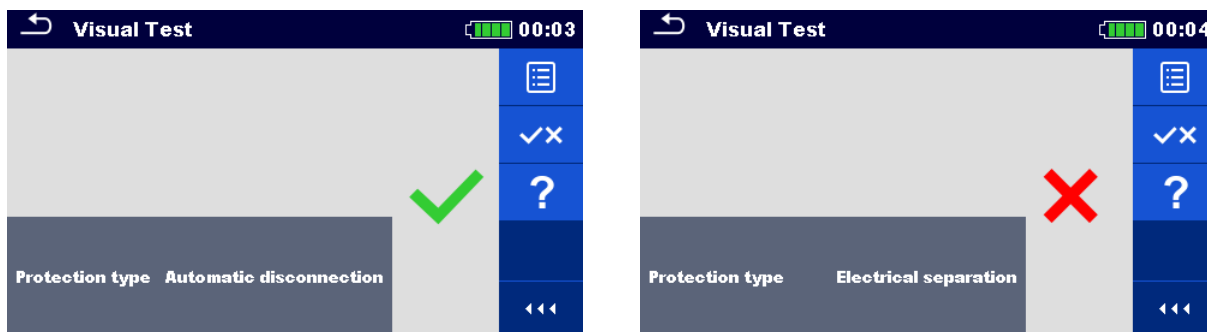 Visual Test 00:03
?
Protection type Automatic disconnection
Visual Test 00:04
?
Protection type Electrical separation